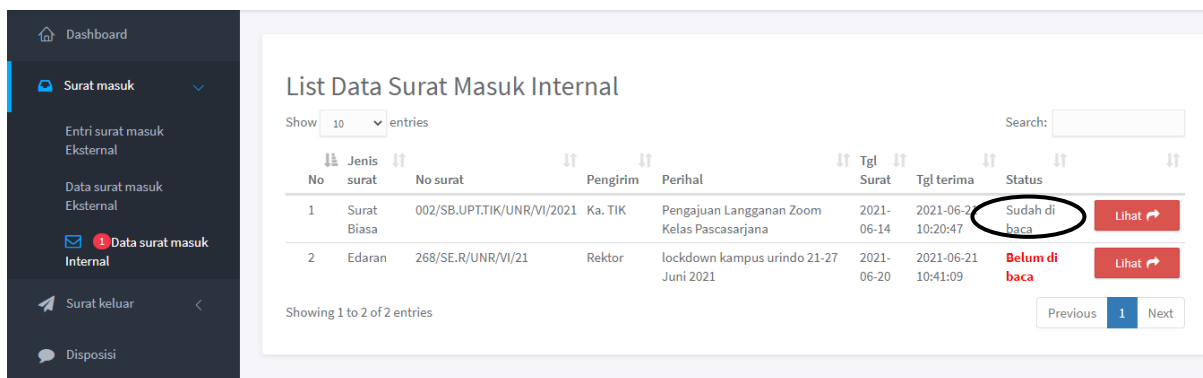 Dashboard
Surat masuk
Entri surat masuk
Eksternal
Data surat masuk
Eksternal
1 Data surat masuk
Internal
Surat keluar
Disposisi
List Data Surat Masuk Internal
Show 10 entries
Search:
No Jenis surat No surat Pengirim Perihal Tgl Surat Tgl terima Status
1 Surat 002/SB.UPT.TIK/UNR/VI/2021 Ka. TIK Pengajuan Langganan Zoom 2021- 2021-06-21 Sudah di Lihat
Biasa Kelas Pascasarjana 06-14 10:20:47 baca
2 Edaran 268/SE.R/UNR/VI/21 Rektor lockdown kampus urindo 21-27 2021- 2021-06-21 Belum di Lihat
Juni 2021 06-20 10:41:09 baca
Showing 1 to 2 of 2 entries
Previous 1 Next